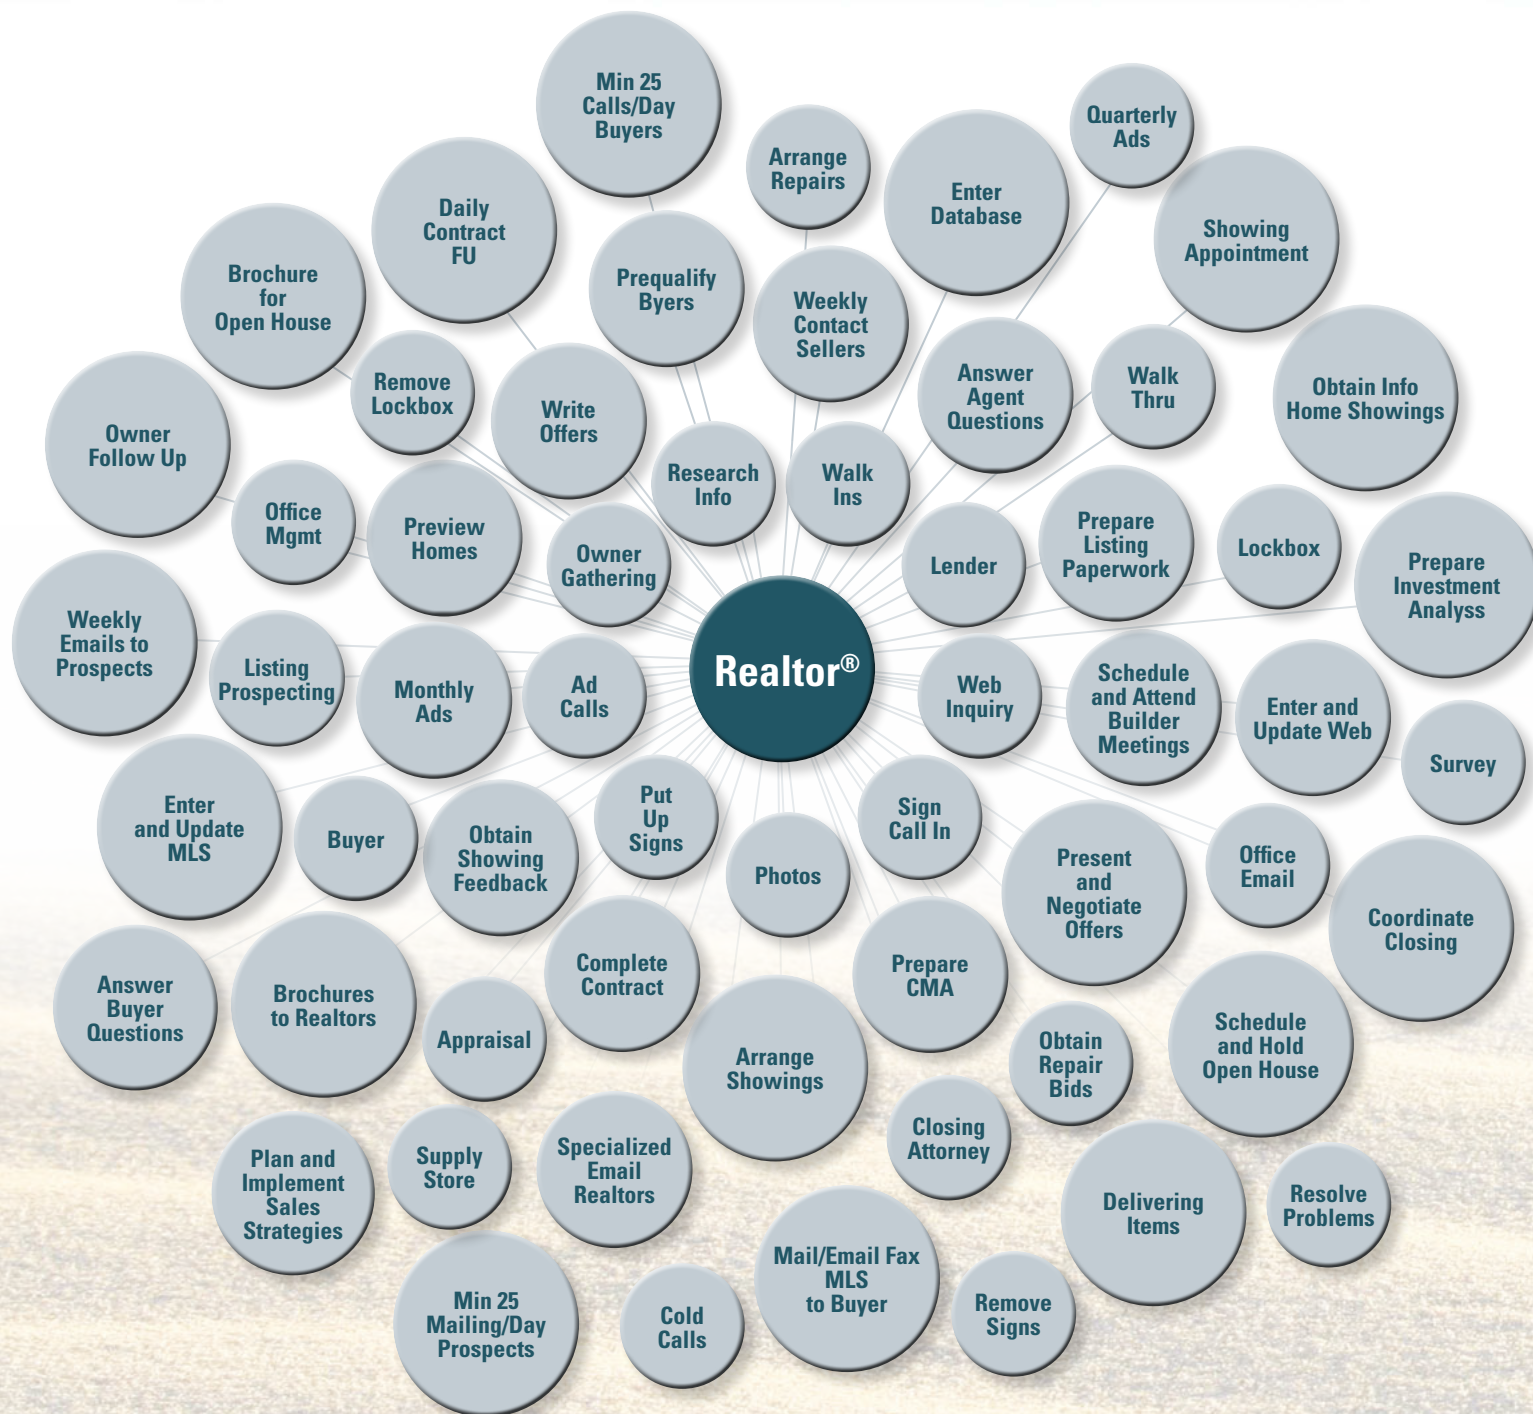 Min 25
Calls/Day
Buyers
Quarterly
Ads
Arrange
Repairs
Enter
Database
Daily
Contract
FU
Showing
Appointment
Brochure
for
Open House
Prequalify
Byers
Weekly
Contact
Sellers
Remove
Lockbox
Write
Offers
Answer
Agent
Questions
Walk
Thru
Obtain Info
Home Showings
Owner
Follow Up
Research
Info
Walk
Ins
Office
Mgmt
Preview
Homes
Owner
Gathering
Lender
Prepare
Listing
Paperwork
Lockbox
Prepare
Investment
Analyss
Weekly
Emails to
Prospects
Listing
Prospecting
Monthly
Ads
Ad
Calls
Realtor®
Web
Inquiry
Schedule
and Attend
Builder
Meetings
Enter and
Update Web
Survey
Enter
and Update
MLS
Buyer
Obtain
Showing
Feedback
Put
Up
Signs
Photos
Sign
Call In
Present
and
Negotiate
Offers
Office
Email
Coordinate
Closing
Answer
Buyer
Questions
Brochures
to Realtors
Appraisal
Complete
Contract
Arrange
Showings
Prepare
CMA
Obtain
Repair
Bids
Schedule
and Hold
Open House
Plan and
Implement
Sales
Strategies
Supply
Store
Specialized
Email
Realtors
Closing
Attorney
Delivering
Items
Resolve
Problems
Min 25
Mailing/Day
Prospects
Cold
Calls
Mail/Email Fax
MLS
to Buyer
Remove
Signs